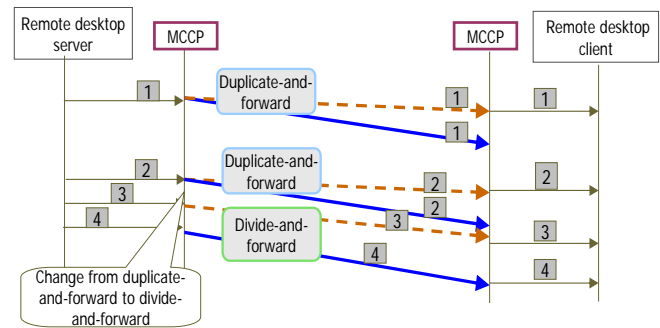 Remote desktop
server
MCCP
MCCP
Remote desktop
client
Duplicate-and-
forward
1
1
1
1
Duplicate-and-
forward
2
2
2
2
3
3
3
4
Divide-and-
forward
4
4
Change from duplicate-
and-forward to divide-
and-forward